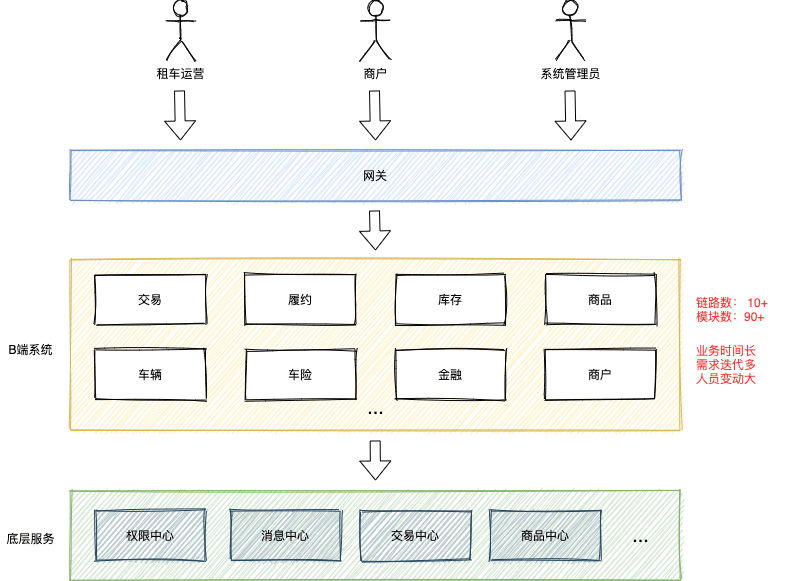 租车运营
商户
系统管理员
网关
交易
履约
库存
商品
链路数： 10+
模块数：90+
B端系统
业务时间长
需求迭代多
人员变动大
车辆
车险
金融
商户
...
底层服务
权限中心
消息中心
交易中心
商品中心
...